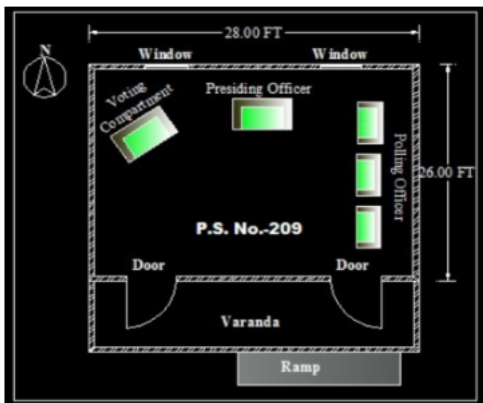 28.00 FT
N
Window
Window
Voting
Compartment
Presiding Officer
Polling Officer
26.00 FT
P.S. No.-209
Door
Door
Varanda
Ramp